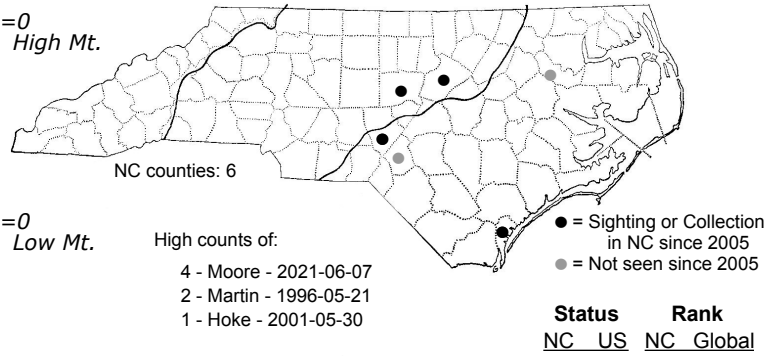 =0
High Mt.
NC counties: 6
=0
Low Mt.
High counts of:
4 - Moore - 2021-06-07
2 - Martin - 1996-05-21
1 - Hoke - 2001-05-30
= Sighting or Collection
in NC since 2005
= Not seen since 2005
Status Rank
NC US NC Global